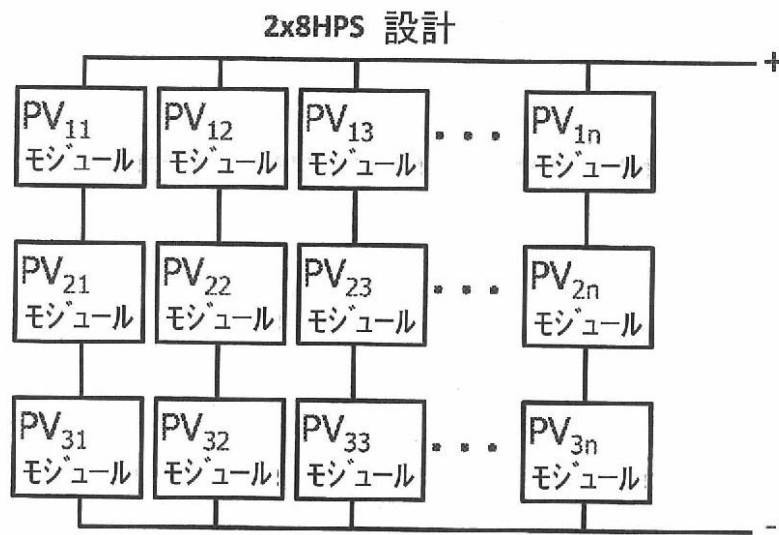 2x8HPS 設計
+
PV11 PV12 PV13 • • • PV1n
モジュール モジュール モジュール モジュール
PV21 PV22 PV23 • • • PV2n
モジュール モジュール モジュール モジュール
PV31 PV32 PV33 • • • PV3n
モジュール モジュール モジュール モジュール
-